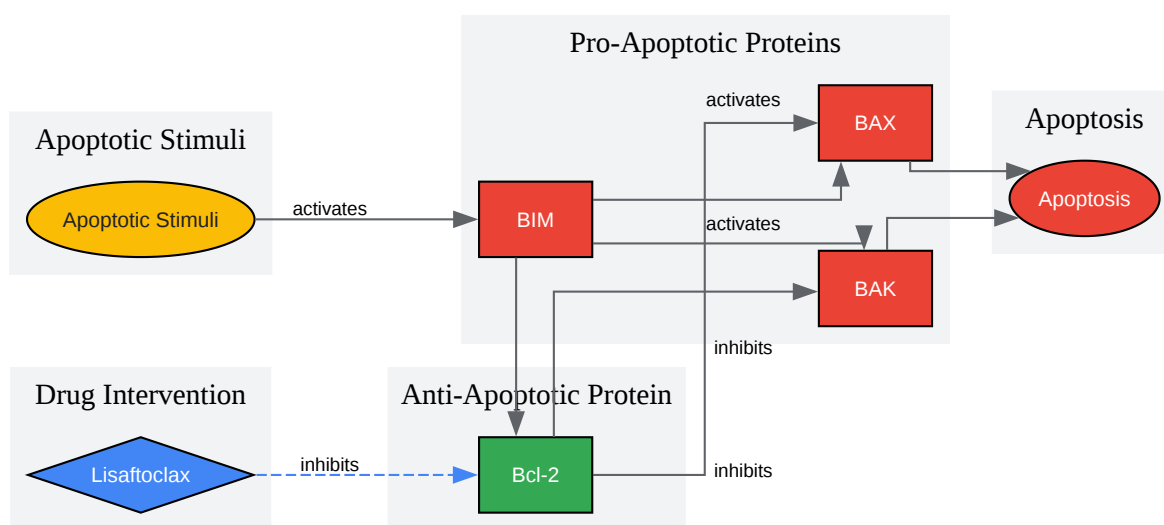 Pro-Apoptotic Proteins
activates
BAX
Apoptosis
Apoptotic Stimuli
Apoptosis
Apoptotic Stimuli
activates
BIM
activates
BAK
inhibits
Drug Intervention
Anti-Apoptotic Protein
Lisaftoclax
inhibits
Bcl-2
inhibits